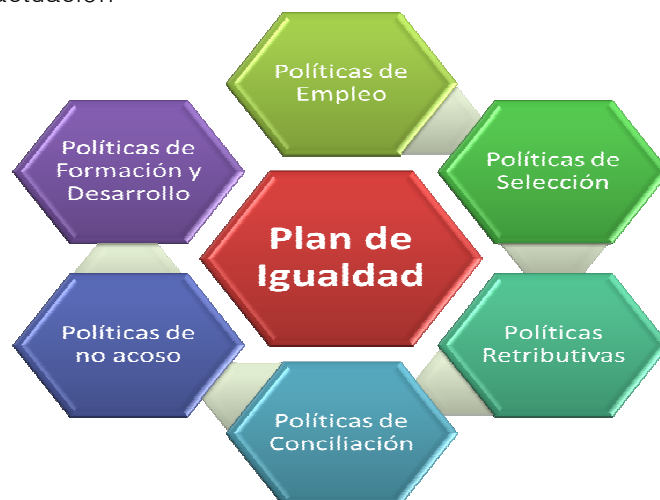 actuación
Políticas de
Empleo
Políticas de
Selección
Políticas
Retributivas
Políticas de
Conciliación
Políticas de
no acoso
Políticas de
Formación y
Desarrollo
Plan de
Igualdad